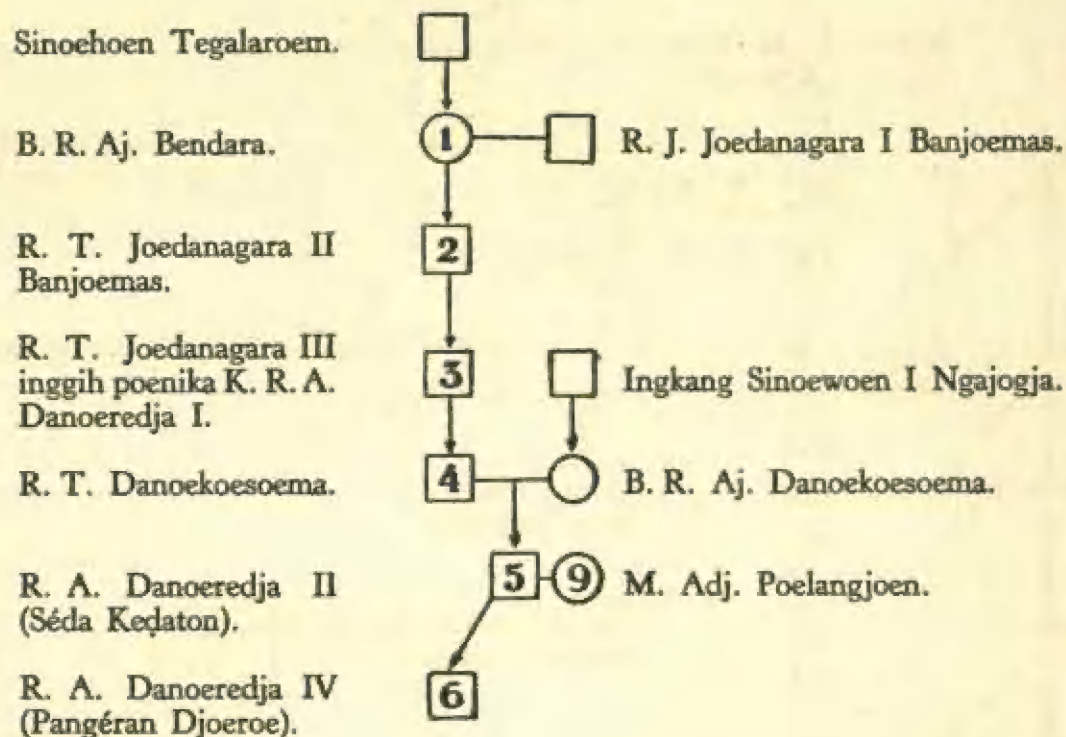 Sinoehoen Tegalaroem.
B. R. Aj. Bendara.
1
R. J. Joedanagara I Banjoemas.
R. T. Joedanagara II
Banjoemas.
2
R. T. Joedanagara III
inggih poenika K. R. A.
Danoeredja I.
3
Ingkang Sinoewoen I Ngajogja.
R. T. Danoekoesoema.
4
B. R. Aj. Danoekoesoema.
R. A. Danoeredja II
(Séda Keḍaton).
5
9
M. Adj. Poelangjoen.
R. A. Danoeredja IV
(Pangéran Djoeroe).
6